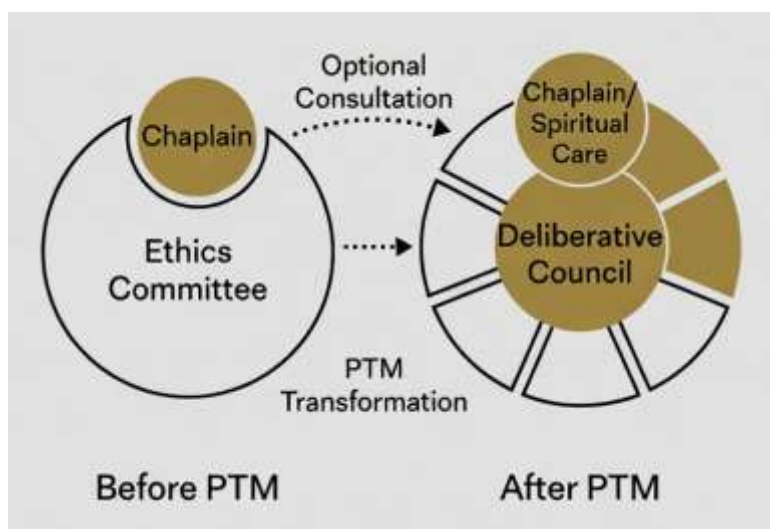 Chaplain
Ethics
Committee
Before PTM
Optional
Consultation
PTM
Transformation
Chaplain/
Spiritual
Care
Deliberative
Council
After PTM